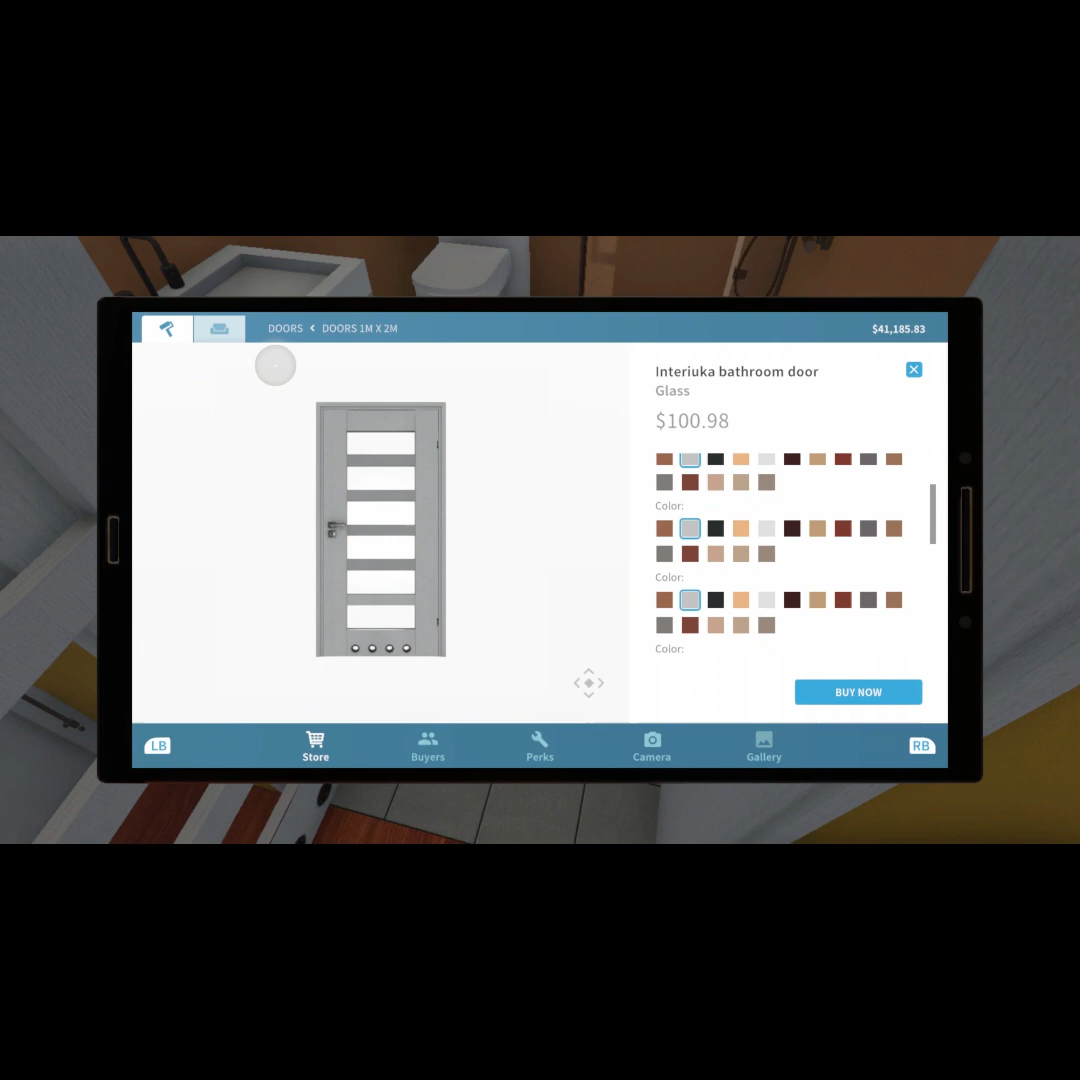 DOORS < DOORS 1M X 2M
$41,185.83
Interiuka bathroom door
Glass
$100.98
Color:
Color:
Color:
BUY NOW
LB
Store
Buyers
Perks
Camera
Gallery
RB